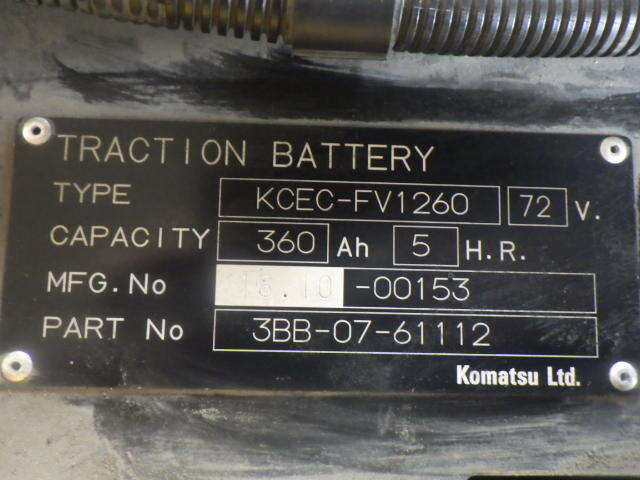 TRACTION BATTERY
TYPE KCEC-FV1260 72 V.
CAPACITY 360 Ah 5 H.R.
MFG.No -00153
PART No 3BB-07-61112
Komatsu Ltd.